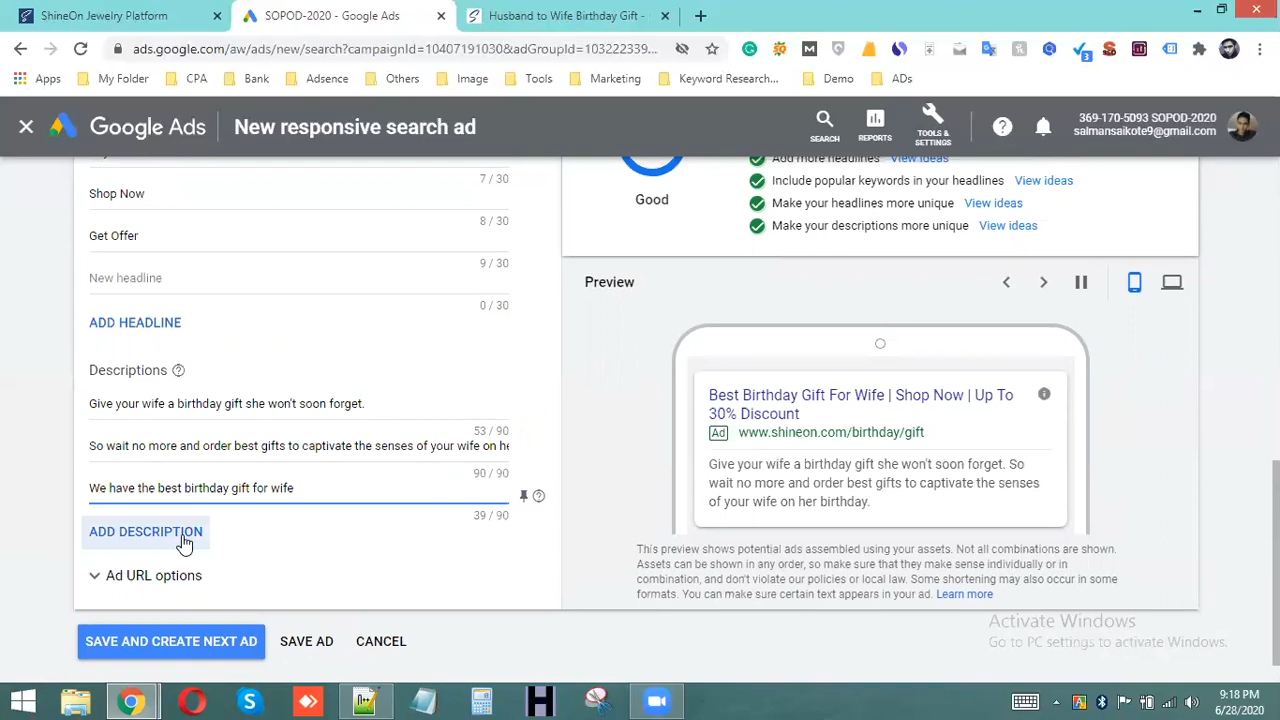 ShineOn Jewelry Platform
SOPOD-2020 - Google Ads
Husband to Wife Birthday Gift -
ads.google.com/aw/ads/new/search?campaignId=10407191030&adGroupId=103222339...
3
Apps
My Folder
CPA
Bank
Adsence
Others
Image
Tools
Marketing
Keyword Research...
Demo
ADs
Google Ads
New responsive search ad
SEARCH
REPORTS
TOOLS & SETTINGS
369-170-5093 SOPOD-2020
salmansaikote9@gmail.com
7 / 30
Shop Now
8 / 30
Get Offer
9 / 30
New headline
0 / 30
ADD HEADLINE
Descriptions
Give your wife a birthday gift she won't soon forget.
53 / 90
So wait no more and order best gifts to captivate the senses of your wife on he
90 / 90
We have the best birthday gift for wife
39 / 90
ADD DESCRIPTION
Ad URL options
SAVE AND CREATE NEXT AD
SAVE AD
CANCEL
Good
Add more headlines View ideas
Include popular keywords in your headlines View ideas
Make your headlines more unique View ideas
Make your descriptions more unique View ideas
Preview
Best Birthday Gift For Wife | Shop Now | Up To
30% Discount
Ad www.shineon.com/birthday/gift
Give your wife a birthday gift she won't soon forget. So
wait no more and order best gifts to captivate the senses
of your wife on her birthday.
This preview shows potential ads assembled using your assets. Not all combinations are shown.
Assets can be shown in any order, so make sure that they make sense individually or in
combination, and don't violate our policies or local law. Some shortening may also occur in some
formats. You can make sure certain text appears in your ad. Learn more
Activate Windows
Go to PC settings to activate Windows.
9:18 PM
6/28/2020